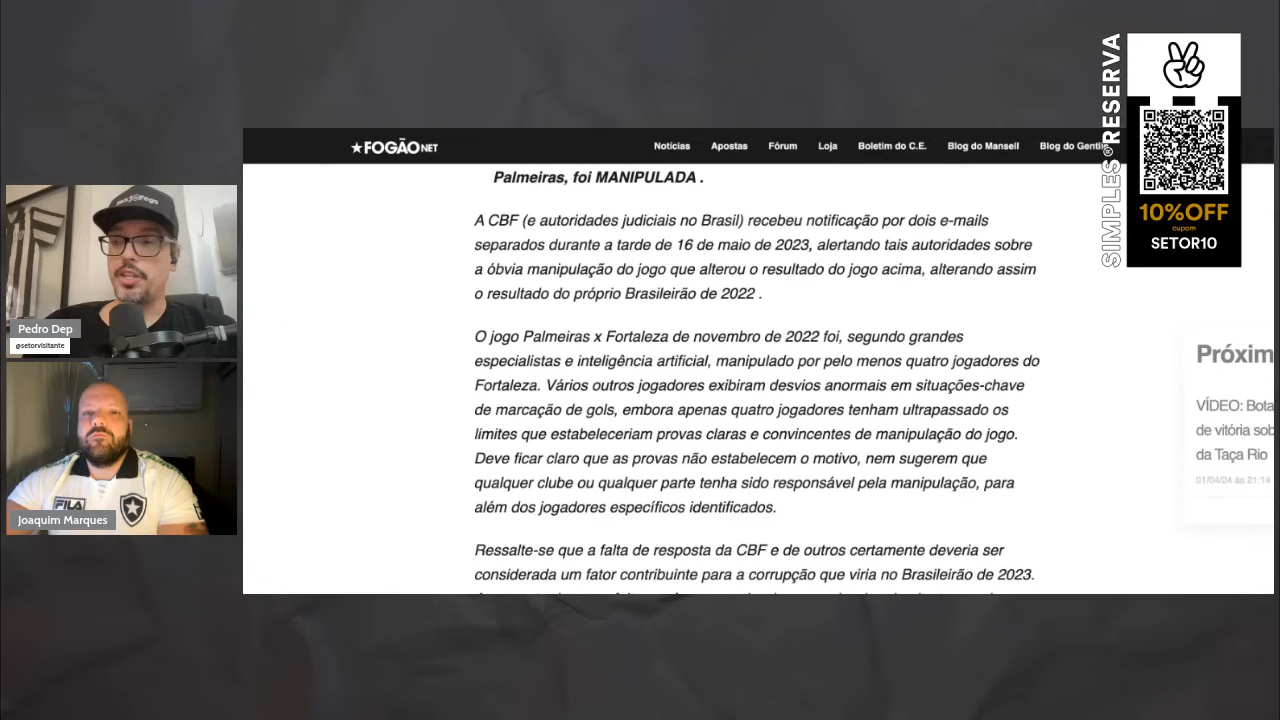 ★FOGÃONET
Notícias Apostas Fórum Loja Boletim do C.E. Blog do Mansell Blog do Gentile
Palmeiras, foi MANIPULADA .
A CBF (e autoridades judiciais no Brasil) recebeu notificação por dois e-mails
separados durante a tarde de 16 de maio de 2023, alertando tais autoridades sobre
a óbvia manipulação do jogo que alterou o resultado do jogo acima, alterando assim
o resultado do próprio Brasileirão de 2022 .
O jogo Palmeiras x Fortaleza de novembro de 2022 foi, segundo grandes
especialistas e inteligência artificial, manipulado por pelo menos quatro jogadores do
Fortaleza. Vários outros jogadores exibiram desvios anormais em situações-chave
de marcação de gols, embora apenas quatro jogadores tenham ultrapassado os
limites que estabeleceriam provas claras e convincentes de manipulação do jogo.
Deve ficar claro que as provas não estabelecem o motivo, nem sugerem que
qualquer clube ou qualquer parte tenha sido responsável pela manipulação, para
além dos jogadores específicos identificados.
Ressalte-se que a falta de resposta da CBF e de outros certamente deveria ser
considerada um fator contribuinte para a corrupção que viria no Brasileirão de 2023.
Próxim
VÍDEO: Bota
de vitória sob
da Taça Rio
01/04/24 às 21:14
SIMPLES®RESERVA
10%OFF
cupom
SETOR10
Pedro Dep
@setorvisitante
FILA
Joaquim Marques